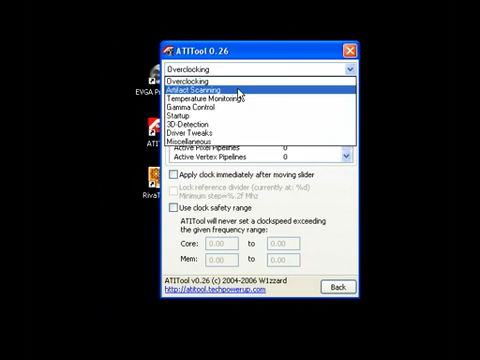 ATITool 0.26
Overclocking
Overclocking
Artifact Scanning
Temperature Monitoring
Gamma Control
Startup
3D-Detection
Driver Tweaks
Miscellaneous
Active Pixel Pipelines 0
Active Vertex Pipelines 0
EVGA
ATI
Riva
Apply clock immediately after moving slider
Lock reference divider (currently at: %d)
Minimum step=%.2f Mhz
Use clock safety range
ATITool will never set a clockspeed exceeding
the given frequency range:
Core: 0.00 to 0.00
Mem: 0.00 to 0.00
ATITool v0.26 (c) 2004-2006 W1zzard
http://atitool.techpowerup.com
Back